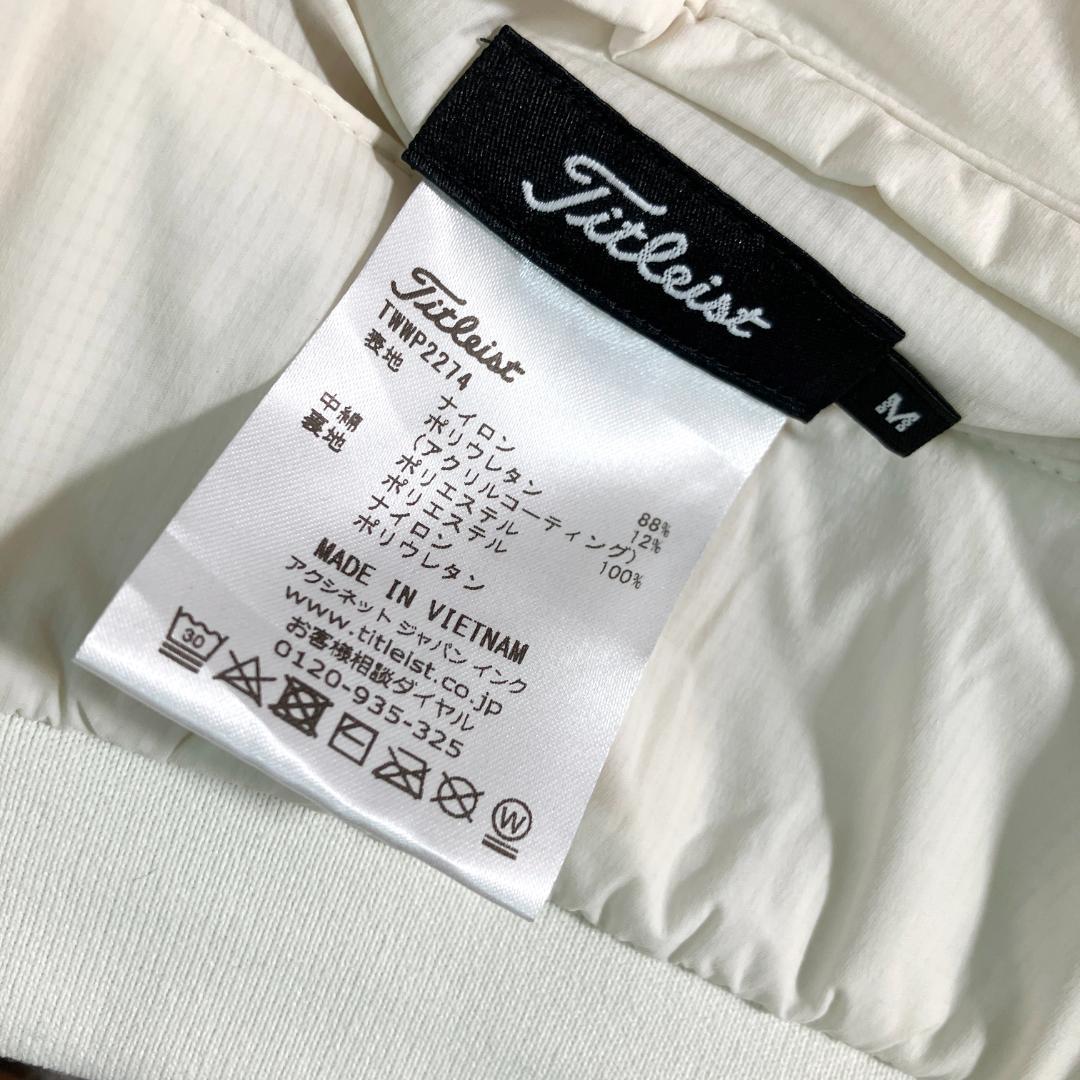 Titleist
M
Titleist
TWWP2274
表地
ナイロン 88%
ポリウレタン 12%
(アクリルコーティング)
中綿 ポリエステル 100%
裏地 ポリエステル
ナイロン
ポリウレタン
MADE IN VIETNAM
アクシネット ジャパン インク
www.titleist.co.jp
お客様相談ダイヤル
0120-935-325
30
W